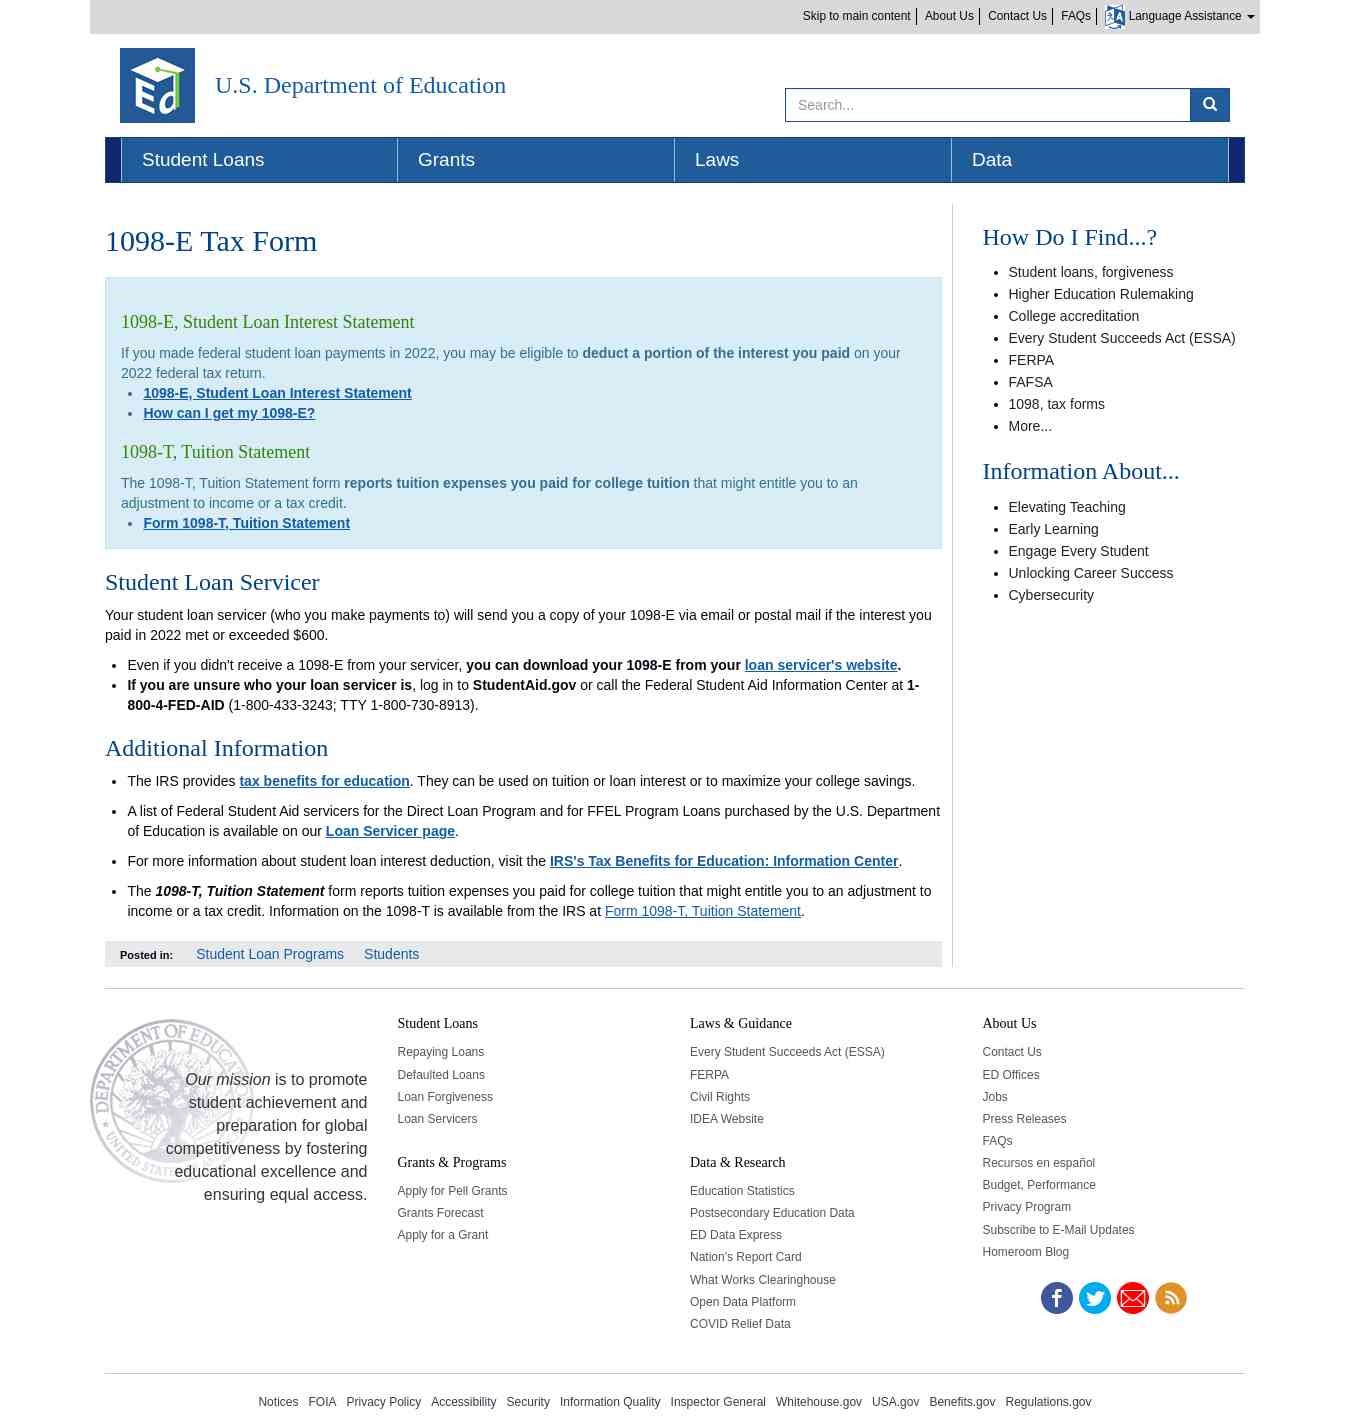 Skip to main content
About Us
Contact Us
FAQs
Language Assistance
Ed
U.S. Department of Education
Search...
Student Loans
Grants
Laws
Data
1098-E Tax Form
1098-E, Student Loan Interest Statement
If you made federal student loan payments in 2022, you may be eligible to deduct a portion of the interest you paid on your
2022 federal tax return.
• 1098-E, Student Loan Interest Statement
• How can I get my 1098-E?
1098-T, Tuition Statement
The 1098-T, Tuition Statement form reports tuition expenses you paid for college tuition that might entitle you to an
adjustment to income or a tax credit.
• Form 1098-T, Tuition Statement
Student Loan Servicer
Your student loan servicer (who you make payments to) will send you a copy of your 1098-E via email or postal mail if the interest you
paid in 2022 met or exceeded $600.
• Even if you didn't receive a 1098-E from your servicer, you can download your 1098-E from your loan servicer's website.
• If you are unsure who your loan servicer is, log in to StudentAid.gov or call the Federal Student Aid Information Center at 1-
800-4-FED-AID (1-800-433-3243; TTY 1-800-730-8913).
Additional Information
• The IRS provides tax benefits for education. They can be used on tuition or loan interest or to maximize your college savings.
• A list of Federal Student Aid servicers for the Direct Loan Program and for FFEL Program Loans purchased by the U.S. Department
of Education is available on our Loan Servicer page.
• For more information about student loan interest deduction, visit the IRS's Tax Benefits for Education: Information Center.
• The 1098-T, Tuition Statement form reports tuition expenses you paid for college tuition that might entitle you to an adjustment to
income or a tax credit. Information on the 1098-T is available from the IRS at Form 1098-T, Tuition Statement.
Posted in: Student Loan Programs Students
How Do I Find...?
• Student loans, forgiveness
• Higher Education Rulemaking
• College accreditation
• Every Student Succeeds Act (ESSA)
• FERPA
• FAFSA
• 1098, tax forms
• More...
Information About...
• Elevating Teaching
• Early Learning
• Engage Every Student
• Unlocking Career Success
• Cybersecurity
DEPARTMENT OF EDUCA
UNITED STATES
Our mission is to promote
student achievement and
preparation for global
competitiveness by fostering
educational excellence and
ensuring equal access.
Student Loans
Repaying Loans
Defaulted Loans
Loan Forgiveness
Loan Servicers
Grants & Programs
Apply for Pell Grants
Grants Forecast
Apply for a Grant
Laws & Guidance
Every Student Succeeds Act (ESSA)
FERPA
Civil Rights
IDEA Website
Data & Research
Education Statistics
Postsecondary Education Data
ED Data Express
Nation's Report Card
What Works Clearinghouse
Open Data Platform
COVID Relief Data
About Us
Contact Us
ED Offices
Jobs
Press Releases
FAQs
Recursos en español
Budget, Performance
Privacy Program
Subscribe to E-Mail Updates
Homeroom Blog
Notices FOIA Privacy Policy Accessibility Security Information Quality Inspector General Whitehouse.gov USA.gov Benefits.gov Regulations.gov